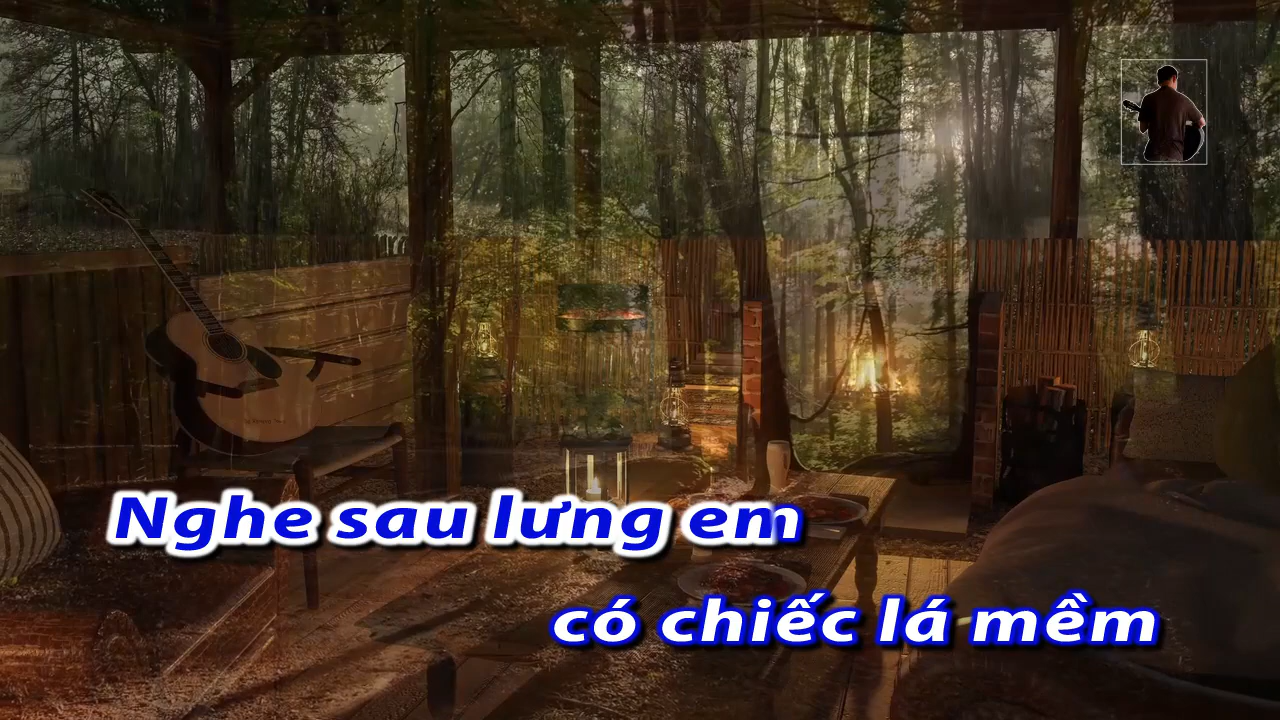 Nghe sau lưng em
có chiếc lá mềm